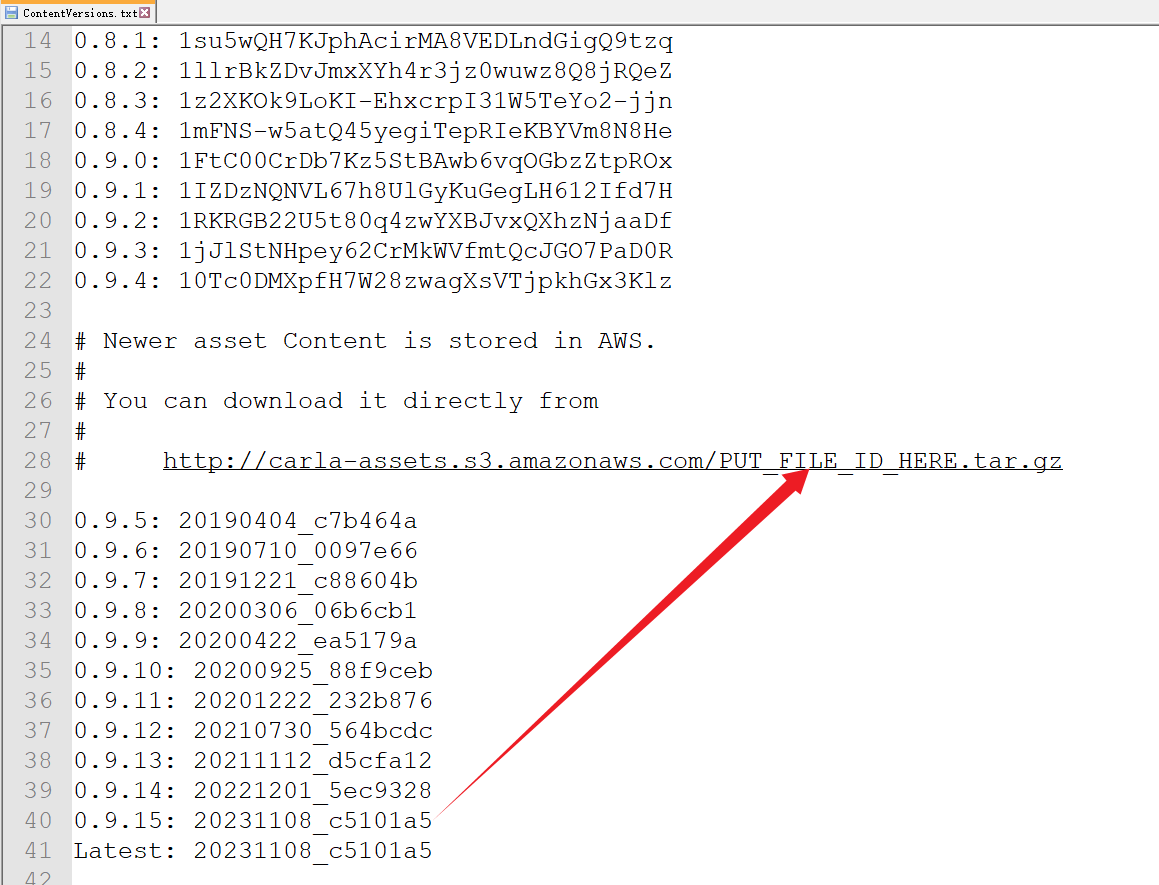 ContentVersions.txt
14 0.8.1: 1su5wQH7KJphAcirMA8VEDLndGigQ9tzq
15 0.8.2: 1llrBkZDvJmxXYh4r3jz0wuwz8Q8jRQeZ
16 0.8.3: 1z2XKOk9LoKI-EhxcrpI31W5TeYo2-jjn
17 0.8.4: 1mFNS-w5atQ45yegiTepRIeKBYVm8N8He
18 0.9.0: 1FtC00CrDb7Kz5StBAwb6vqOGbzZtpROx
19 0.9.1: 1IZDzNQNVL67h8UlGyKuGegLH612Ifd7H
20 0.9.2: 1RKRGB22U5t80q4zwYXBJvxQXhzNjaaDf
21 0.9.3: 1jJlStNHpey62CrMkWVfmtQcJGO7PaD0R
22 0.9.4: 10Tc0DMXpfH7W28zwagXsVTjpkhGx3Klz
23
24 # Newer asset Content is stored in AWS.
25 #
26 # You can download it directly from
27 #
28 # http://carla-assets.s3.amazonaws.com/PUT_FILE_ID_HERE.tar.gz
29
30 0.9.5: 20190404_c7b464a
31 0.9.6: 20190710_0097e66
32 0.9.7: 20191221_c88604b
33 0.9.8: 20200306_06b6cb1
34 0.9.9: 20200422_ea5179a
35 0.9.10: 20200925_88f9ceb
36 0.9.11: 20201222_232b876
37 0.9.12: 20210730_564bcdc
38 0.9.13: 20211112_d5cfa12
39 0.9.14: 20221201_5ec9328
40 0.9.15: 20231108_c5101a5
41 Latest: 20231108_c5101a5
42